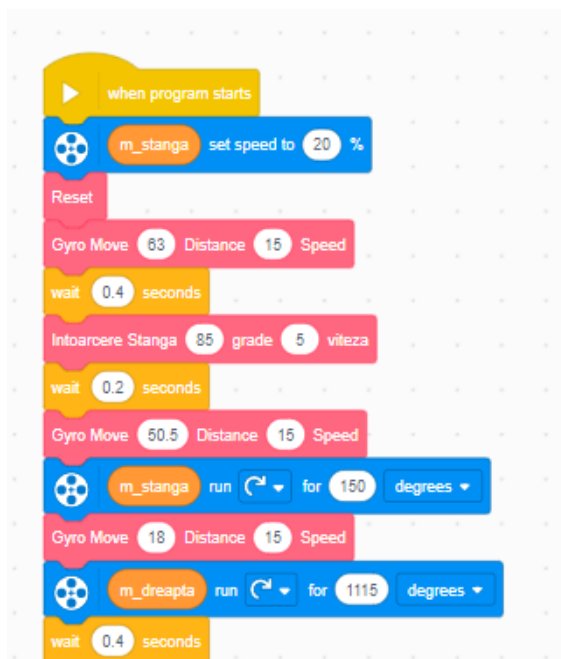 when program starts
m_stanga set speed to 20 %
Reset
Gyro Move 63 Distance 15 Speed
wait 0.4 seconds
Intoarcere Stanga 85 grade 5 viteza
wait 0.2 seconds
Gyro Move 50.5 Distance 15 Speed
m_stanga run for 150 degrees
Gyro Move 18 Distance 15 Speed
m_dreapta run for 1115 degrees
wait 0.4 seconds